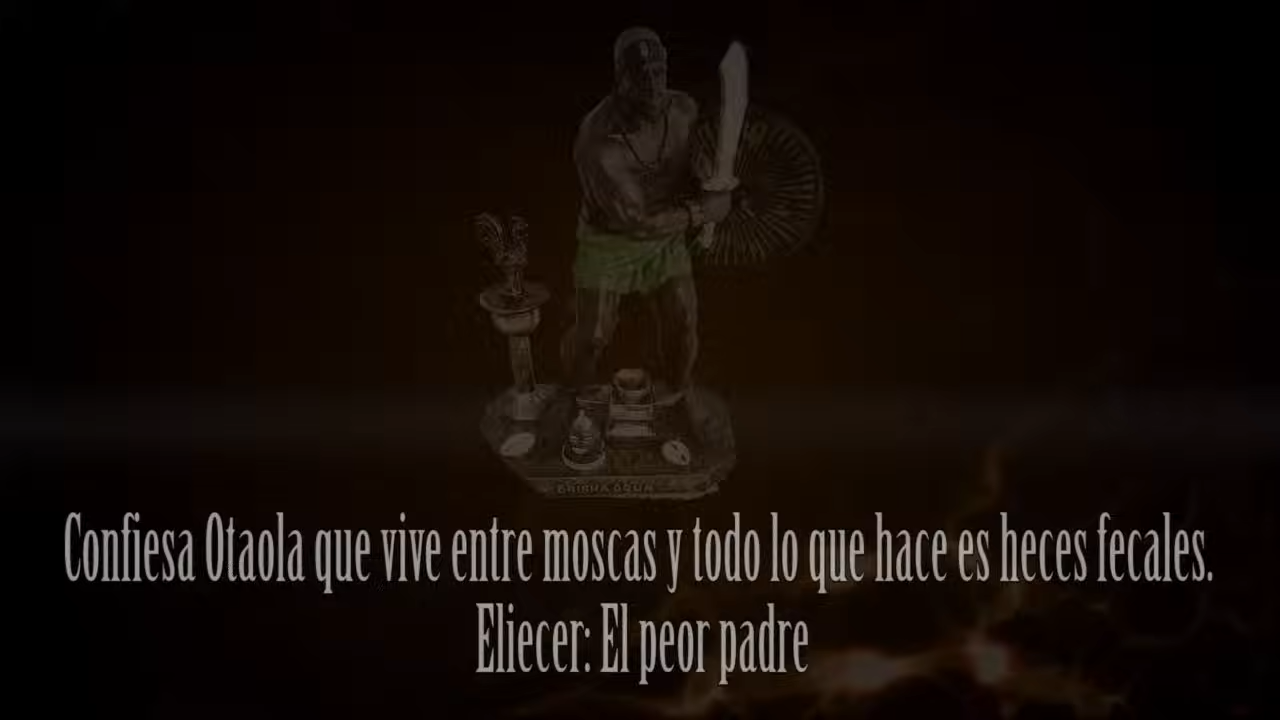 Confiesa Otaola que vive entre moscas y todo lo que hace es heces fecales.
Eliecer: El peor padre